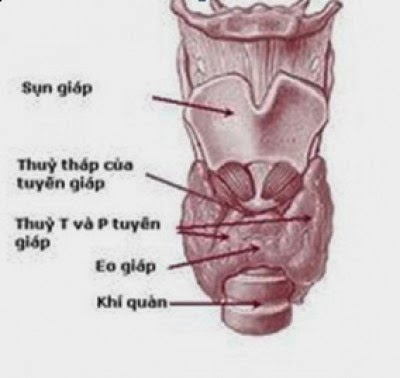 Sụn giáp
Thuỳ tháp của
tuyến giáp
Thuỳ T và P tuyến
giáp
Eo giáp
Khí quản